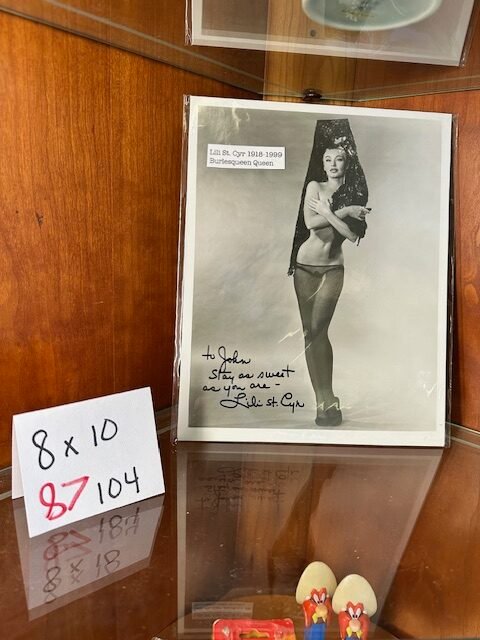 Lili St. Cyr 1918-1999
Burlesqueen Queen
to John
Stay as sweet
as you are -
Lili St. Cyr
8 x 10
87 104